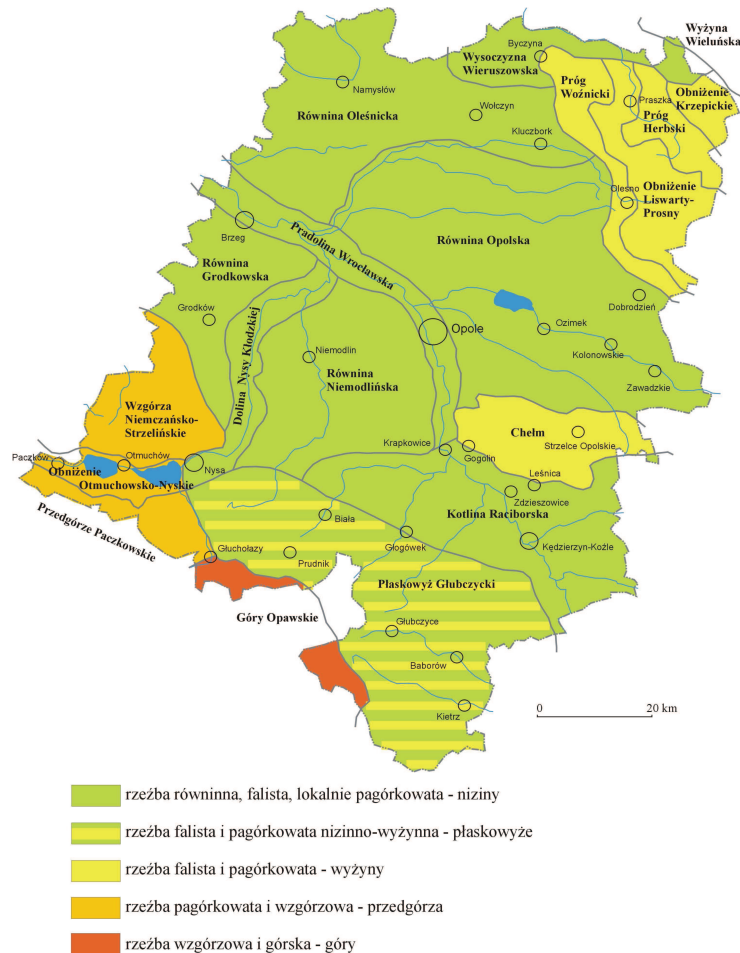 Wyżyna
Wieluńska
Byczyna
Wysoczyzna
Wieruszowska
Próg
Woźnicki
Obniżenie
Krzepickie
Namysłów
Praszka
Próg
Herbski
Równina Oleśnicka
Wołczyn
Kluczbork
Obniżenie
Liswarty-
Prosny
Olesno
Brzeg
Pradolina Wrocławska
Równina Opolska
Równina
Grodkowska
Dobrodzień
Grodków
Opole
Ozimek
Kolonowskie
Zawadzkie
Dolina Nysy Kłodzkiej
Niemodlin
Równina
Niemodlińska
Wzgórza
Niemczańsko-
Strzelińskie
Chełm
Strzelce Opolskie
Krapkowice
Gogolin
Paczków
Otmuchów
Nysa
Obniżenie
Otmuchowsko-Nyskie
Leśnica
Zdzieszowice
Kotlina Raciborska
Przedgórze Paczkowskie
Biała
Głogówek
Kędzierzyn-Koźle
Głuchołazy
Prudnik
Płaskowyż Głubczycki
Góry Opawskie
Głubczyce
Baborów
Kietrz
0 20 km
rzeźba równinna, falista, lokalnie pagórkowata - niziny
rzeźba falista i pagórkowata nizinno-wyżynna - płaskowyże
rzeźba falista i pagórkowata - wyżyny
rzeźba pagórkowata i wzgórzowa - przedgórza
rzeźba wzgórzowa i górska - góry